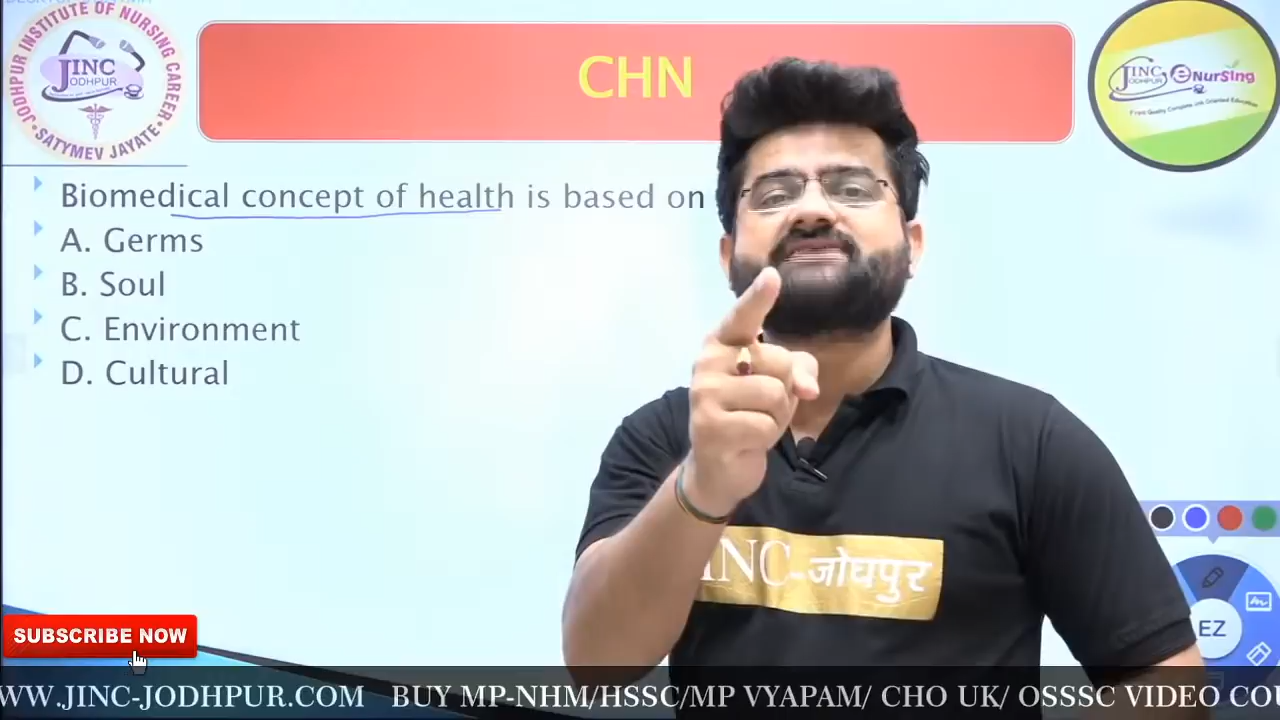 JODHPUR INSTITUTE OF NURSING CAREER
JINC
JODHPUR
SATYMEV JAYATE
CHN
JINC
JODHPUR
eNursing
Biomedical concept of health is based on
A. Germs
B. Soul
C. Environment
D. Cultural
INC-जोधपुर
EZ
SUBSCRIBE NOW
WWW.JINC-JODHPUR.COM BUY MP-NHM/HSSC/MP VYAPAM/ CHO UK/ OSSSC VIDEO